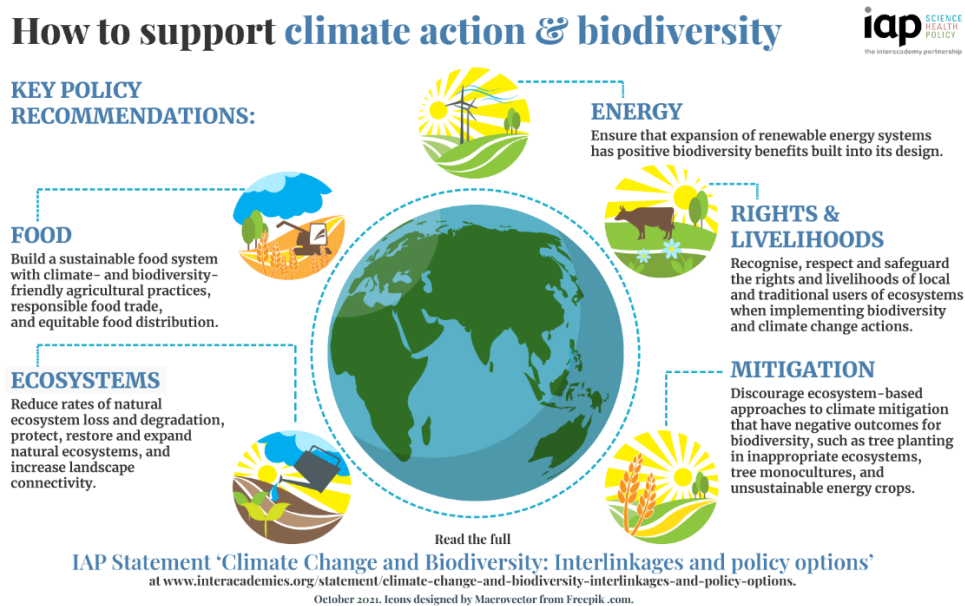 How to support climate action & biodiversity
iap SCIENCE HEALTH POLICY
the interacademy partnership
KEY POLICY
RECOMMENDATIONS:
ENERGY
Ensure that expansion of renewable energy systems
has positive biodiversity benefits built into its design.
FOOD
Build a sustainable food system
with climate- and biodiversity-
friendly agricultural practices,
responsible food trade,
and equitable food distribution.
RIGHTS &
LIVELIHOODS
Recognise, respect and safeguard
the rights and livelihoods of local
and traditional users of ecosystems
when implementing biodiversity
and climate change actions.
ECOSYSTEMS
Reduce rates of natural
ecosystem loss and degradation,
protect, restore and expand
natural ecosystems, and
increase landscape
connectivity.
MITIGATION
Discourage ecosystem-based
approaches to climate mitigation
that have negative outcomes for
biodiversity, such as tree planting
in inappropriate ecosystems,
tree monocultures, and
unsustainable energy crops.
Read the full
IAP Statement ‘Climate Change and Biodiversity: Interlinkages and policy options’
at www.interacademies.org/statement/climate-change-and-biodiversity-interlinkages-and-policy-options.
October 2021. Icons designed by Macrovector from Freepik .com.